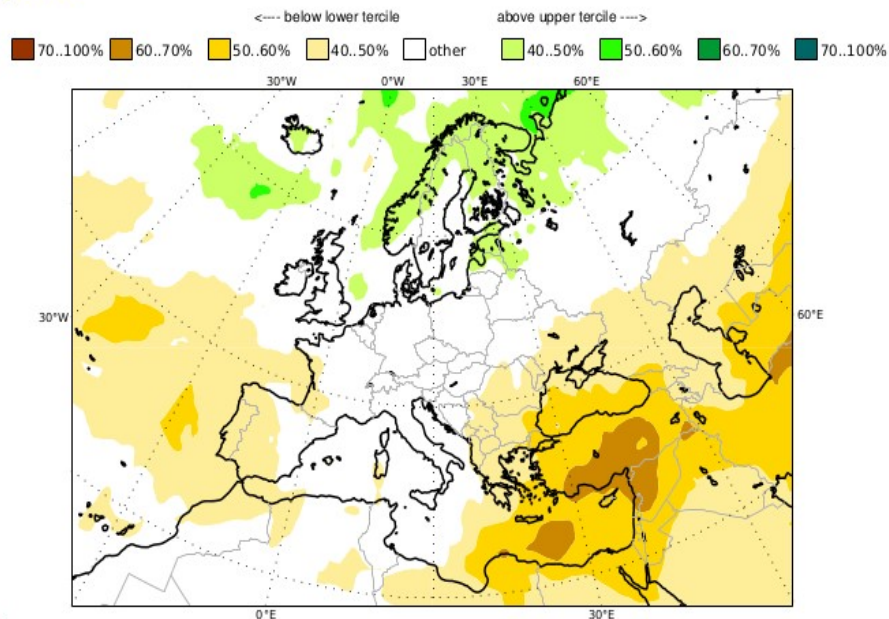 <---- below lower tercile above upper tercile ---->
70..100% 60..70% 50..60% 40..50% other 40..50% 50..60% 60..70% 70..100%
30°W 0°W 30°E 60°E
30°W 60°E
0°E 30°E